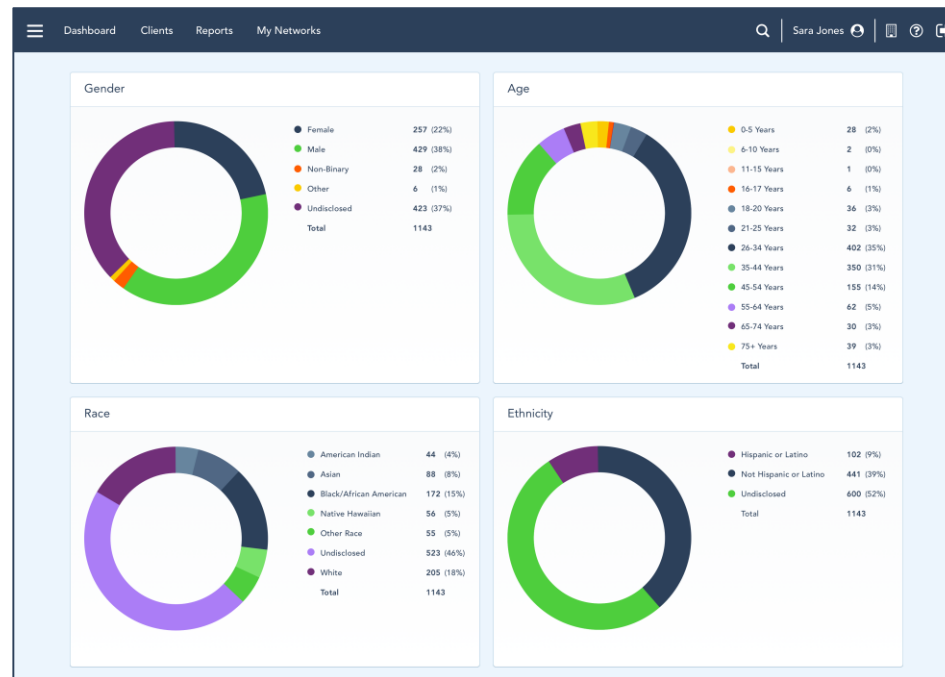 Dashboard Clients Reports My Networks Sara Jones
Gender
Female 257 (22%)
Male 429 (38%)
Non-Binary 28 (2%)
Other 6 (1%)
Undisclosed 423 (37%)
Total 1143
Age
0-5 Years 28 (2%)
6-10 Years 2 (0%)
11-15 Years 1 (0%)
16-17 Years 6 (1%)
18-20 Years 36 (3%)
21-25 Years 32 (3%)
26-34 Years 402 (35%)
35-44 Years 350 (31%)
45-54 Years 155 (14%)
55-64 Years 62 (5%)
65-74 Years 30 (3%)
75+ Years 39 (3%)
Total 1143
Race
American Indian 44 (4%)
Asian 88 (8%)
Black/African American 172 (15%)
Native Hawaiian 56 (5%)
Other Race 55 (5%)
Undisclosed 523 (46%)
White 205 (18%)
Total 1143
Ethnicity
Hispanic or Latino 102 (9%)
Not Hispanic or Latino 441 (39%)
Undisclosed 600 (52%)
Total 1143